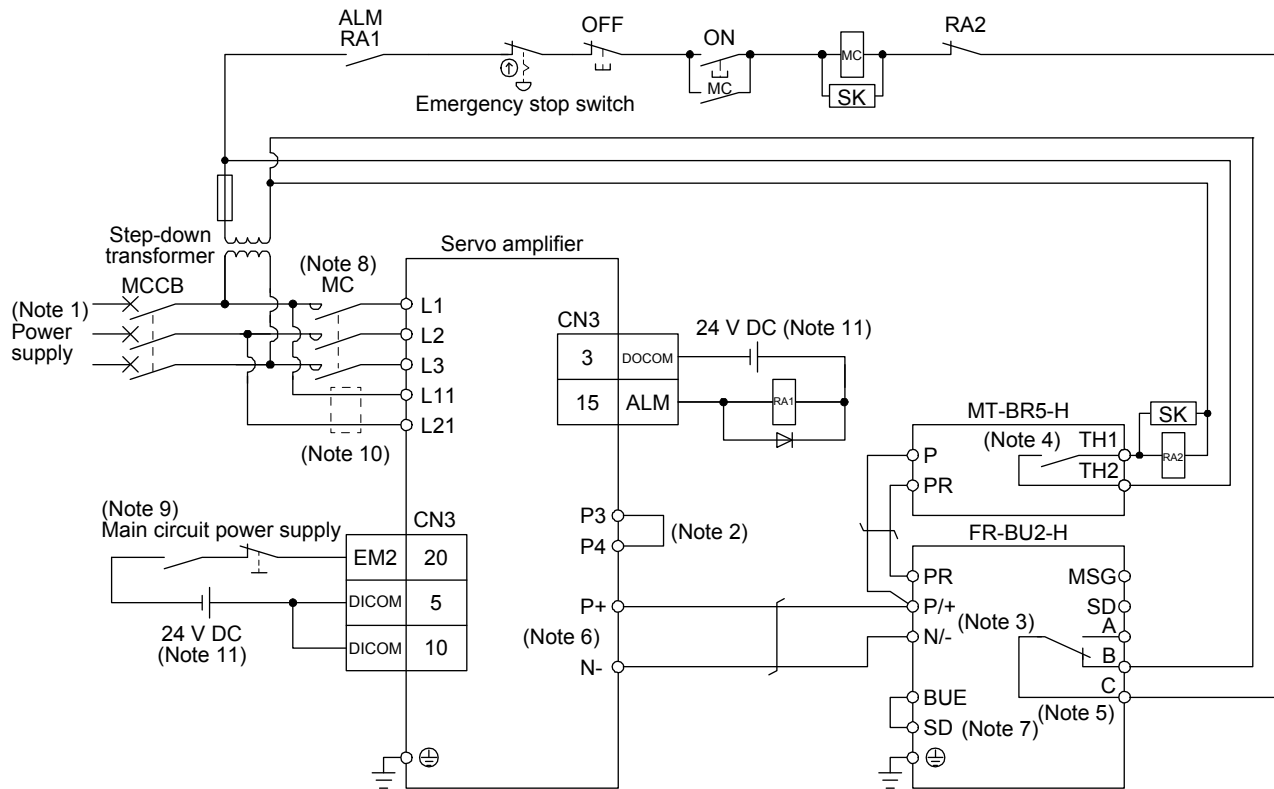 ALM
RA1
OFF
ON
RA2
MC
MC
SK
Emergency stop switch
Step-down
transformer
MCCB
(Note 8)
MC
Servo amplifier
(Note 1)
Power
supply
L1
L2
L3
L11
L21
(Note 10)
CN3
3
DOCOM
15
ALM
24 V DC (Note 11)
RA1
MT-BR5-H
SK
(Note 4)
TH1
TH2
RA2
P
PR
(Note 9)
Main circuit power supply
CN3
EM2
20
DICOM
5
DICOM
10
24 V DC
(Note 11)
P3
P4
(Note 2)
P+
(Note 6)
N-
FR-BU2-H
PR
MSG
P/+
SD
(Note 3)
A
N/-
B
C
BUE
(Note 5)
SD
(Note 7)